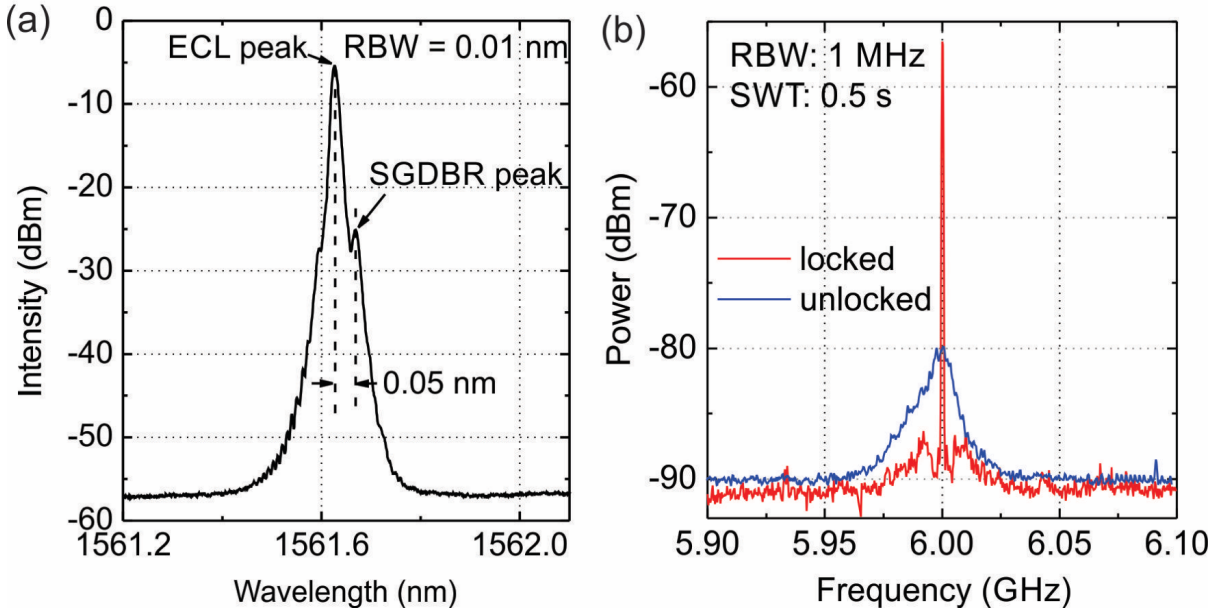 (a)
ECL peak
RBW = 0.01 nm
SGDBR peak
0.05 nm
0
-10
-20
-30
-40
-50
-60
Intensity (dBm)
1561.2
1561.6
1562.0
Wavelength (nm)
(b)
RBW: 1 MHz
SWT: 0.5 s
locked
unlocked
-60
-70
-80
-90
Power (dBm)
5.90
5.95
6.00
6.05
6.10
Frequency (GHz)